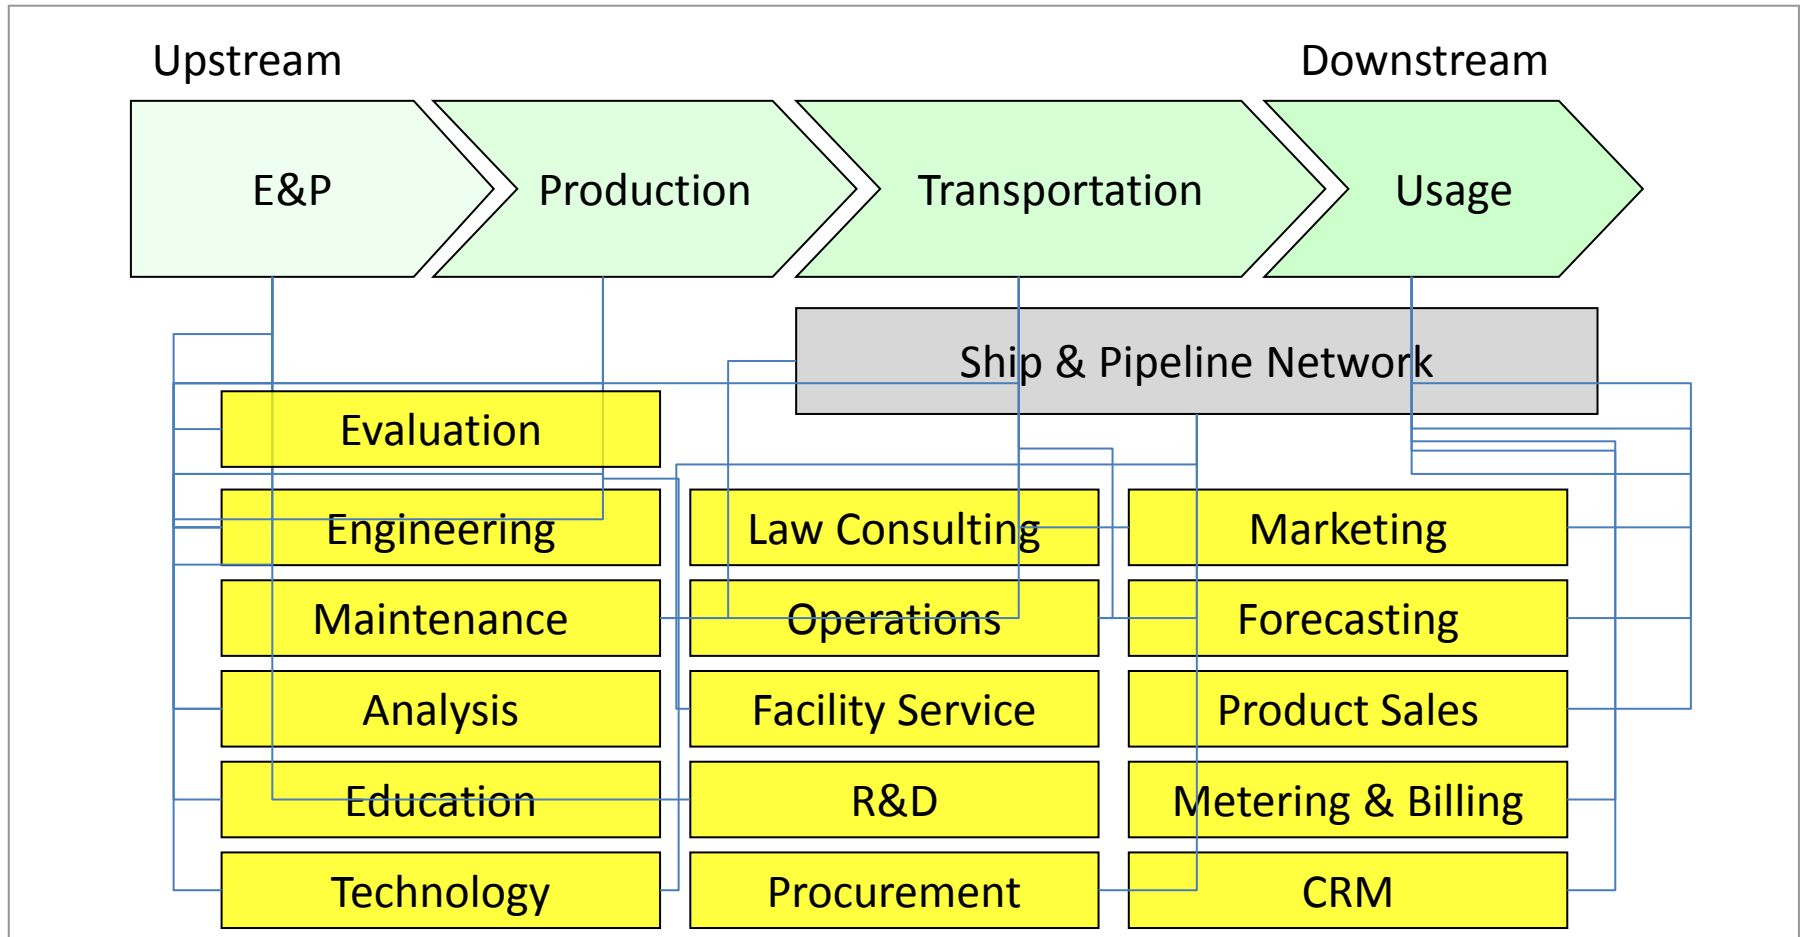 Upstream
Downstream
E&P
Production
Transportation
Usage
Ship & Pipeline Network
Evaluation
Engineering
Law Consulting
Marketing
Maintenance
Operations
Forecasting
Analysis
Facility Service
Product Sales
Education
R&D
Metering & Billing
Technology
Procurement
CRM